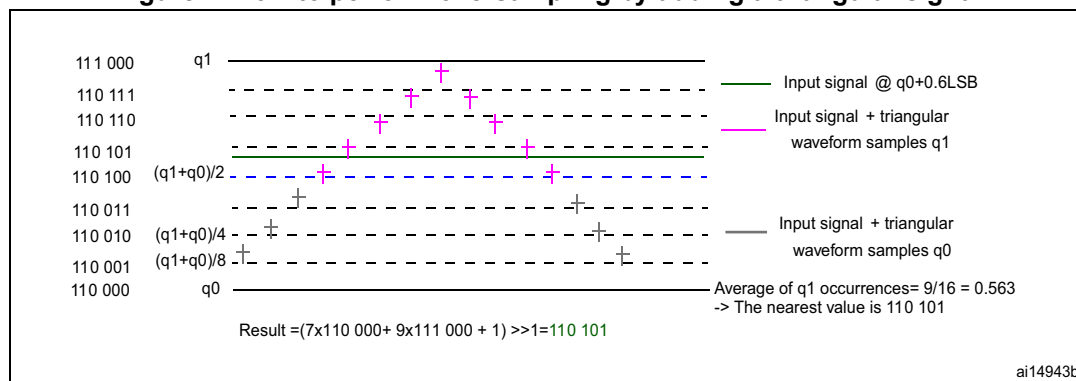 111 000 q1
110 111
110 110
110 101
110 100 (q1+q0)/2
110 011
110 010 (q1+q0)/4
110 001 (q1+q0)/8
110 000 q0
Input signal @ q0+0.6LSB
Input signal + triangular
waveform samples q1
Input signal + triangular
waveform samples q0
Average of q1 occurrences= 9/16 = 0.563
-> The nearest value is 110 101
Result =(7x110 000+ 9x111 000 + 1) >>1=110 101
ai14943b